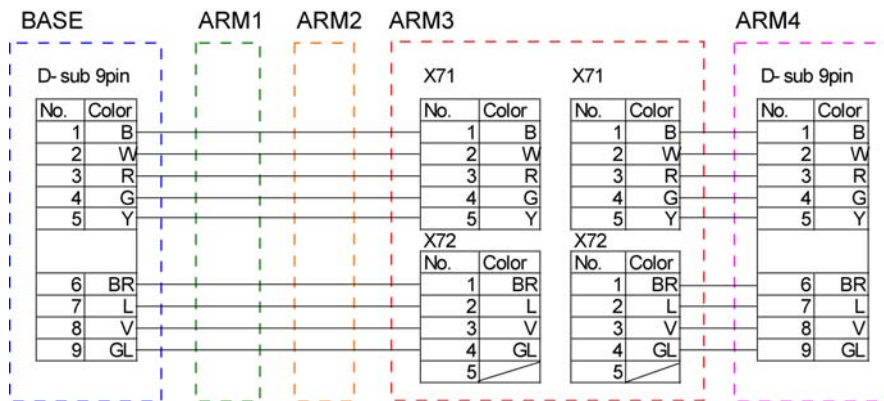 BASE ARM1 ARM2 ARM3 ARM4
D- sub 9pin X71 X71 D- sub 9pin
No. Color No. Color No. Color No. Color
1 B 1 B 1 B 1 B
2 W 2 W 2 W 2 W
3 R 3 R 3 R 3 R
4 G 4 G 4 G 4 G
5 Y 5 Y 5 Y 5 Y
X72 X72
No. Color No. Color
6 BR 1 BR 1 BR 6 BR
7 L 2 L 2 L 7 L
8 V 3 V 3 V 8 V
9 GL 4 GL 4 GL 9 GL
5 5